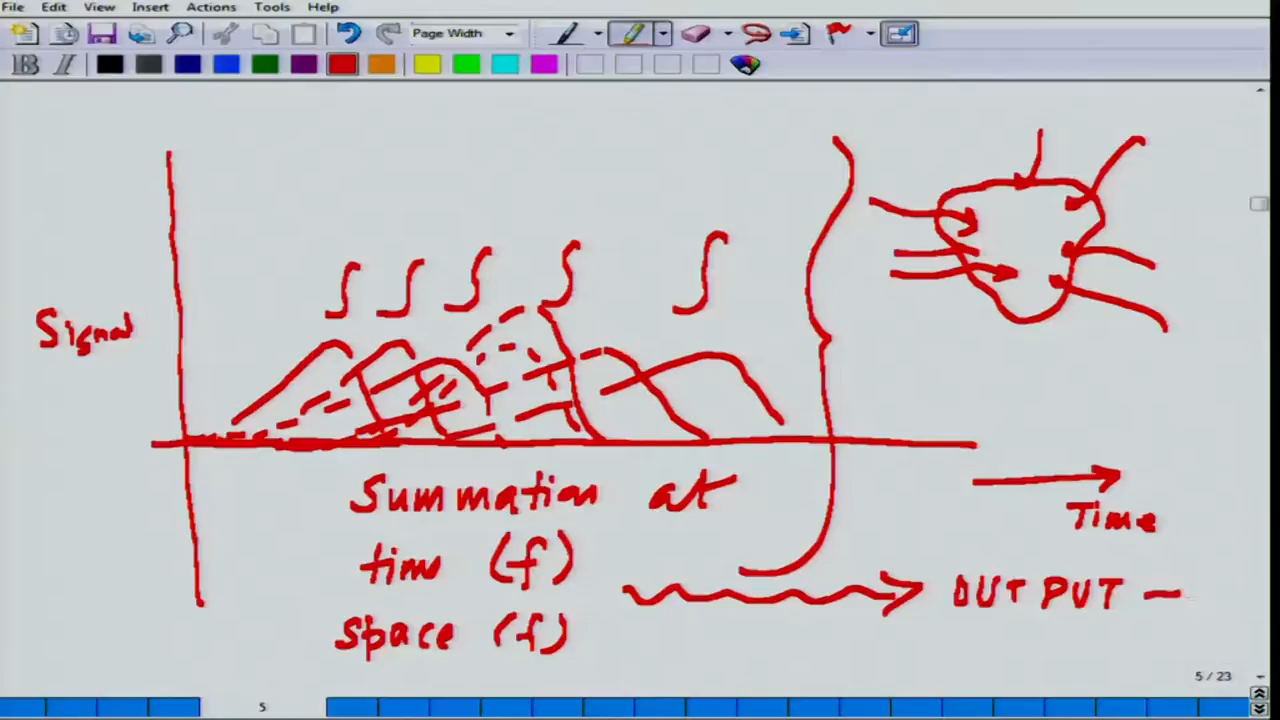 File Edit View Insert Actions Tools Help
Page Width
B I
Signal
Summation at
time (f)
space (f)
Time
OUTPUT –
5 / 23
5